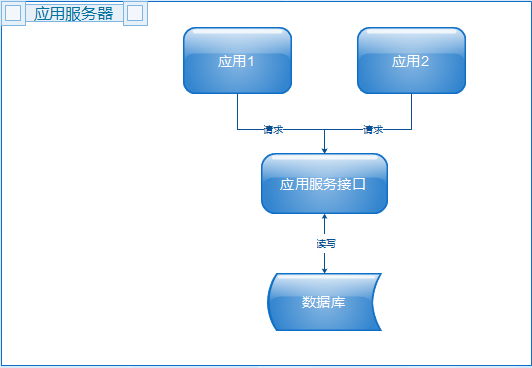 应用服务器
应用1
应用2
请求
请求
应用服务接口
读写
数据库